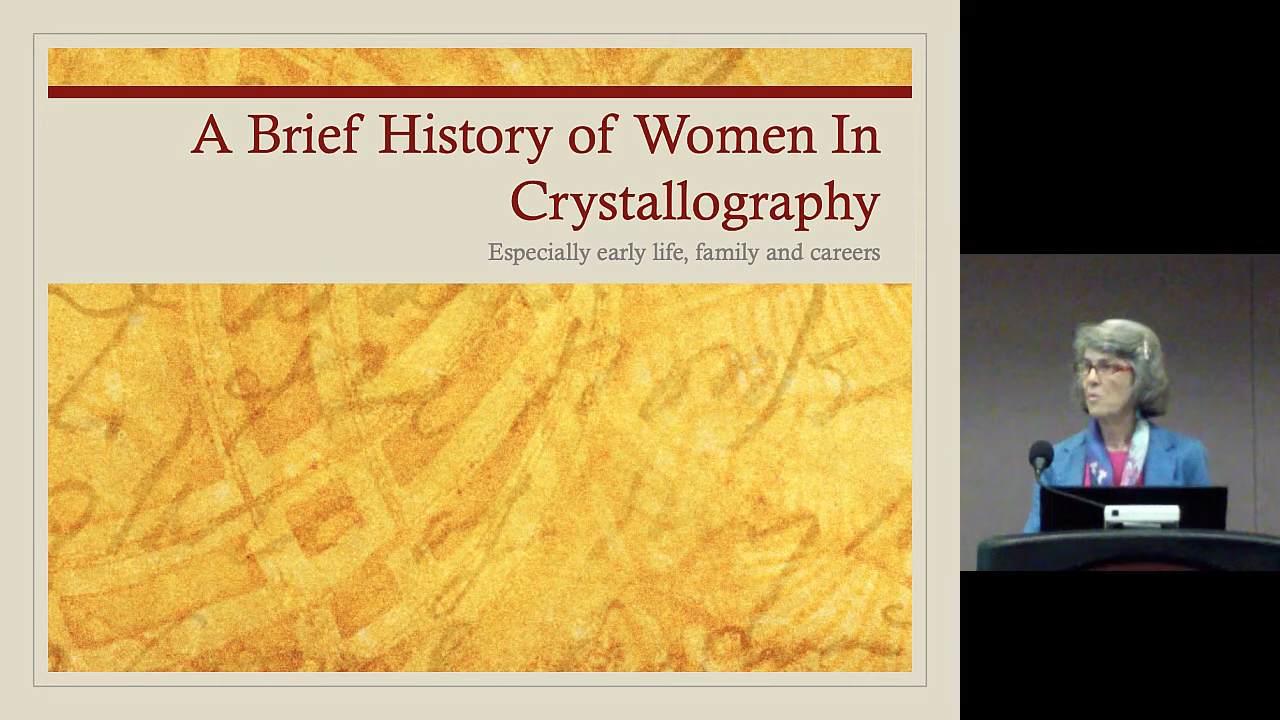 A Brief History of Women In
Crystallography
Especially early life, family and careers